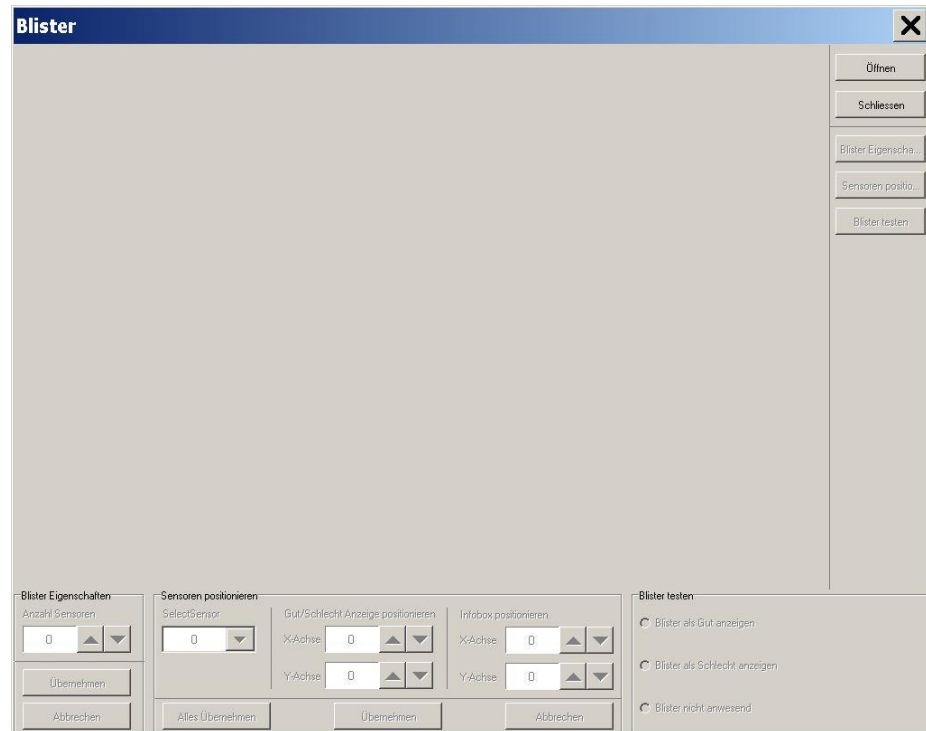 Blister
Öffnen
Schliessen
Blister Eigenscha...
Sensoren positio...
Blister testen
Blister Eigenschaften
Anzahl Sensoren
0
Übernehmen
Abbrechen
Sensoren positionieren
SelectSensor
0
Gut/Schlecht Anzeige positionieren
X-Achse 0
Y-Achse 0
Infobox positionieren
X-Achse 0
Y-Achse 0
Alles Übernehmen
Übernehmen
Abbrechen
Blister testen
Blister als Gut anzeigen
Blister als Schlecht anzeigen
Blister nicht anwesend